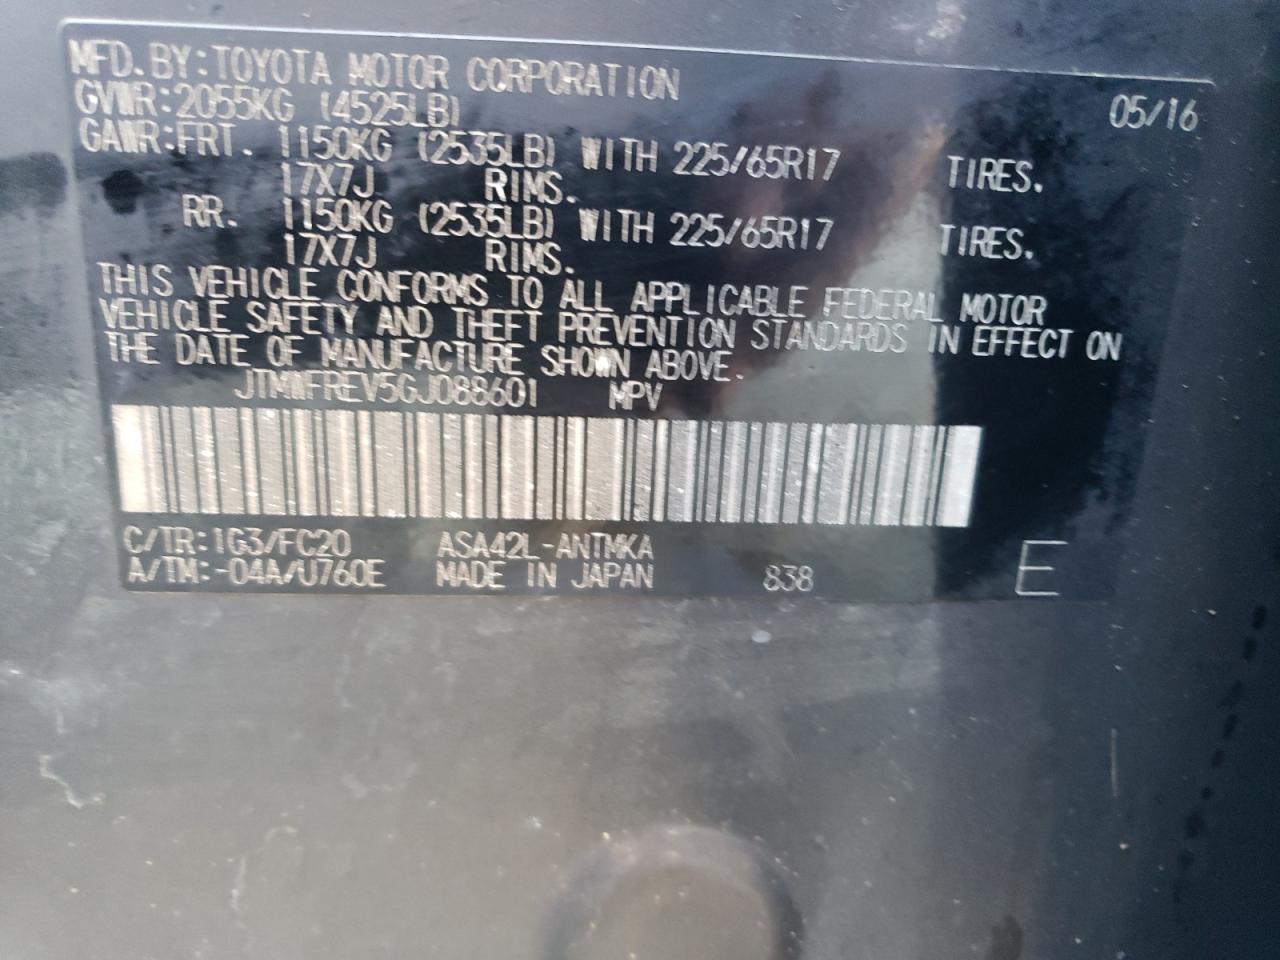 MFD.BY:TOYOTA MOTOR CORPORATION 05/16
GVWR:2055KG (4525LB)
GAWR:FRT. 1150KG (2535LB) WITH 225/65R17 TIRES.
17X7J RIMS.
RR. 1150KG (2535LB) WITH 225/65R17 TIRES.
17X7J RIMS.
THIS VEHICLE CONFORMS TO ALL APPLICABLE FEDERAL MOTOR
VEHICLE SAFETY AND THEFT PREVENTION STANDARDS IN EFFECT ON
THE DATE OF MANUFACTURE SHOWN ABOVE.
JTMWFREV5GJ088601 MPV
C/TR:1G3/FC20 ASA42L-ANTMKA
A/TM:-04A/U760E MADE IN JAPAN 838 E